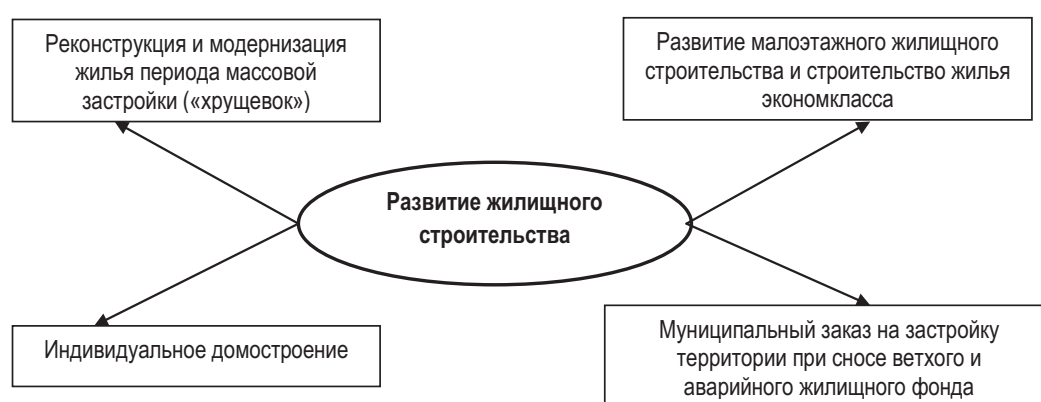 Реконструкция и модернизация
жилья периода массовой
застройки («хрущевок»)
Развитие малоэтажного жилищного
строительства и строительство жилья
экономкласса
Развитие жилищного
строительства
Индивидуальное домостроение
Муниципальный заказ на застройку
территории при сносе ветхого и
аварийного жилищного фонда